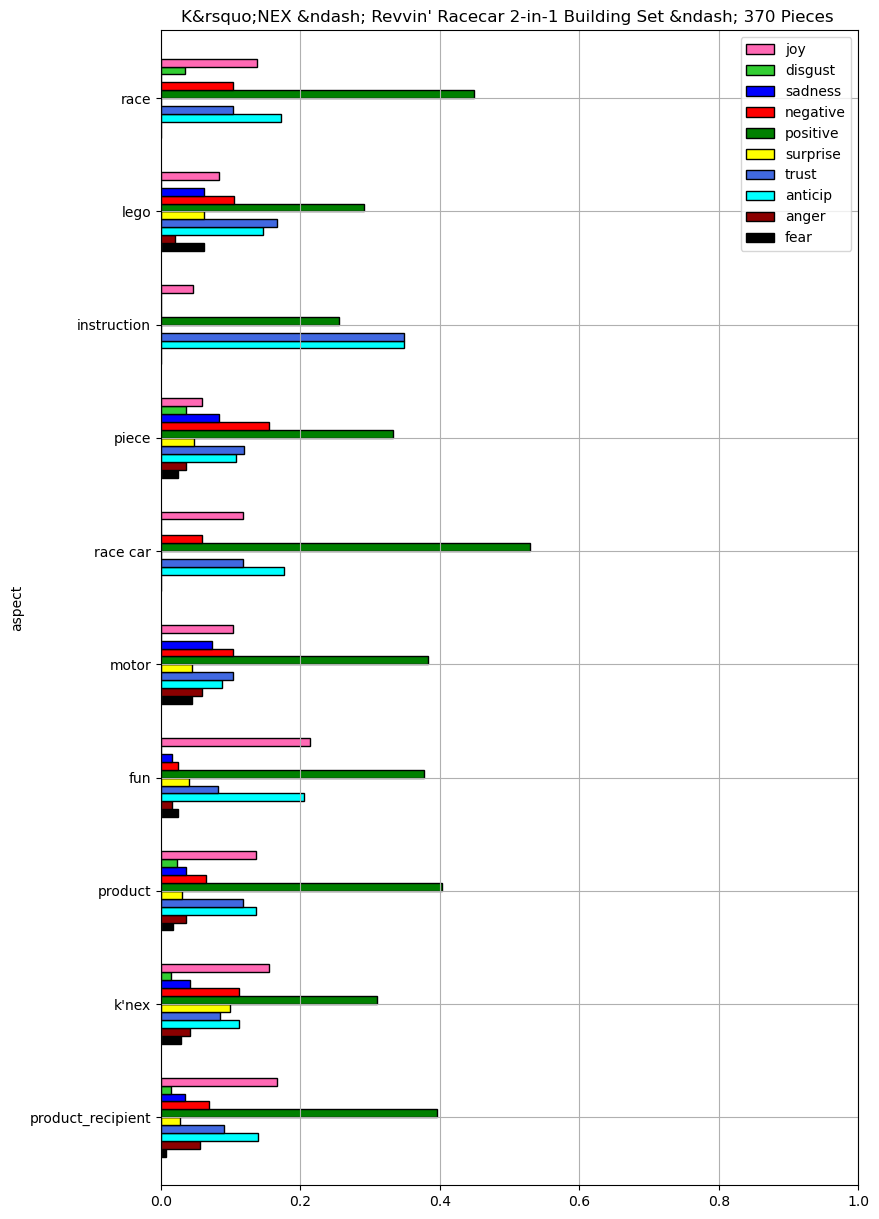 K&rsquo;NEX &ndash; Revvin' Racecar 2-in-1 Building Set &ndash; 370 Pieces
joy
disgust
sadness
negative
positive
surprise
trust
anticip
anger
fear
race
lego
instruction
piece
race car
motor
fun
product
k'nex
product_recipient
aspect
0.0 0.2 0.4 0.6 0.8 1.0